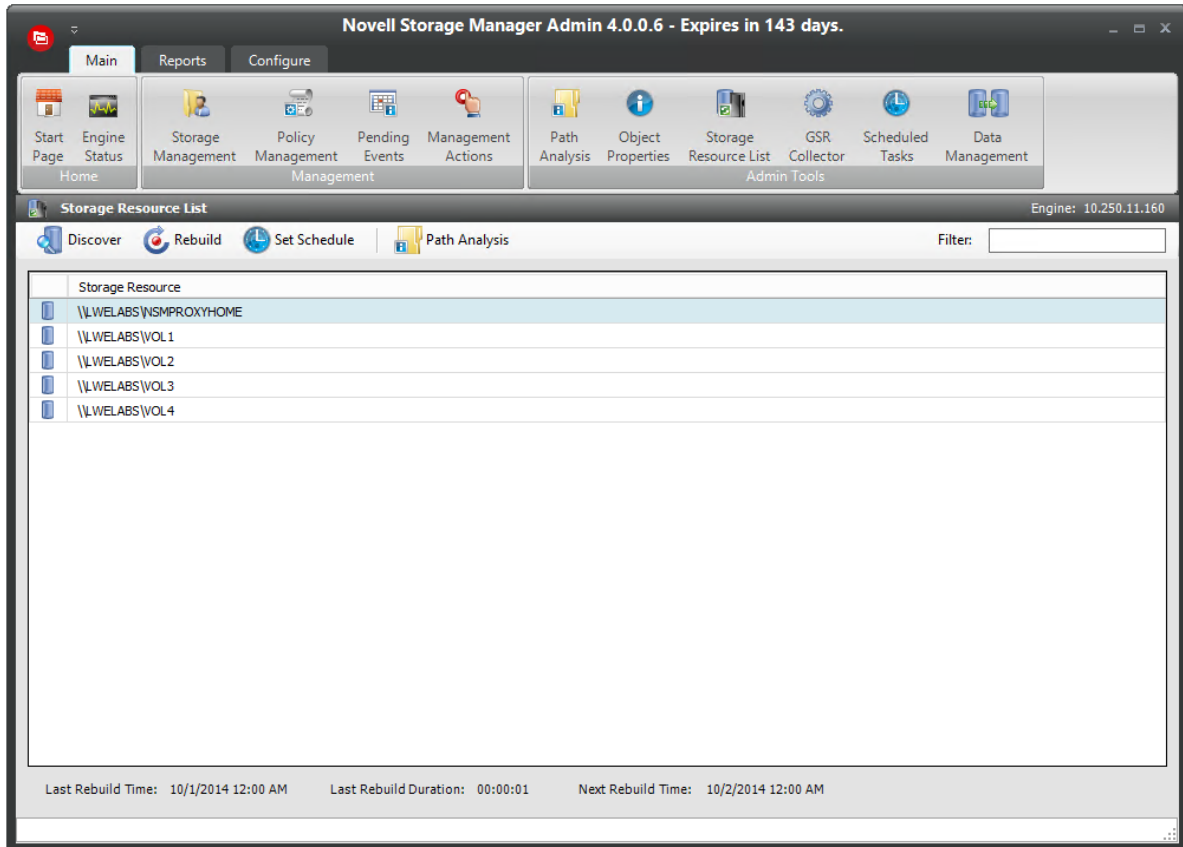 Novell Storage Manager Admin 4.0.0.6 - Expires in 143 days.
Main Reports Configure
Start Page Engine Status Storage Management Policy Management Pending Events Management Actions Path Analysis Object Properties Storage Resource List GSR Collector Scheduled Tasks Data Management
Home Management Admin Tools
Storage Resource List Engine: 10.250.11.160
Discover Rebuild Set Schedule Path Analysis Filter:
Storage Resource
\\LWELABS\NSMPROXYHOME
\\LWELABS\VOL1
\\LWELABS\VOL2
\\LWELABS\VOL3
\\LWELABS\VOL4
Last Rebuild Time: 10/1/2014 12:00 AM Last Rebuild Duration: 00:00:01 Next Rebuild Time: 10/2/2014 12:00 AM